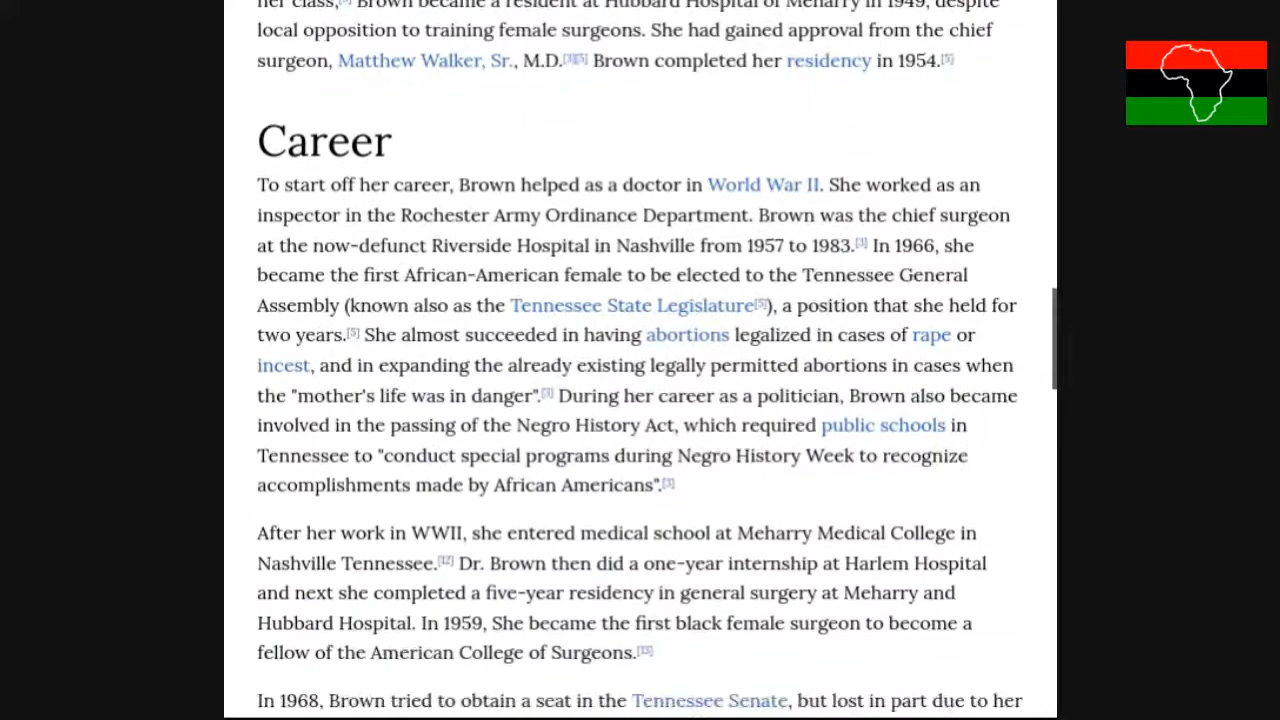 her class,[5] Brown became a resident at Hubbard Hospital of Meharry in 1949, despite
local opposition to training female surgeons. She had gained approval from the chief
surgeon, Matthew Walker, Sr., M.D.[3][5] Brown completed her residency in 1954.[5]
Career
To start off her career, Brown helped as a doctor in World War II. She worked as an
inspector in the Rochester Army Ordinance Department. Brown was the chief surgeon
at the now-defunct Riverside Hospital in Nashville from 1957 to 1983.[3] In 1966, she
became the first African-American female to be elected to the Tennessee General
Assembly (known also as the Tennessee State Legislature[5]), a position that she held for
two years.[5] She almost succeeded in having abortions legalized in cases of rape or
incest, and in expanding the already existing legally permitted abortions in cases when
the "mother's life was in danger".[3] During her career as a politician, Brown also became
involved in the passing of the Negro History Act, which required public schools in
Tennessee to "conduct special programs during Negro History Week to recognize
accomplishments made by African Americans".[3]
After her work in WWII, she entered medical school at Meharry Medical College in
Nashville Tennessee.[12] Dr. Brown then did a one-year internship at Harlem Hospital
and next she completed a five-year residency in general surgery at Meharry and
Hubbard Hospital. In 1959, She became the first black female surgeon to become a
fellow of the American College of Surgeons.[13]
In 1968, Brown tried to obtain a seat in the Tennessee Senate, but lost in part due to her